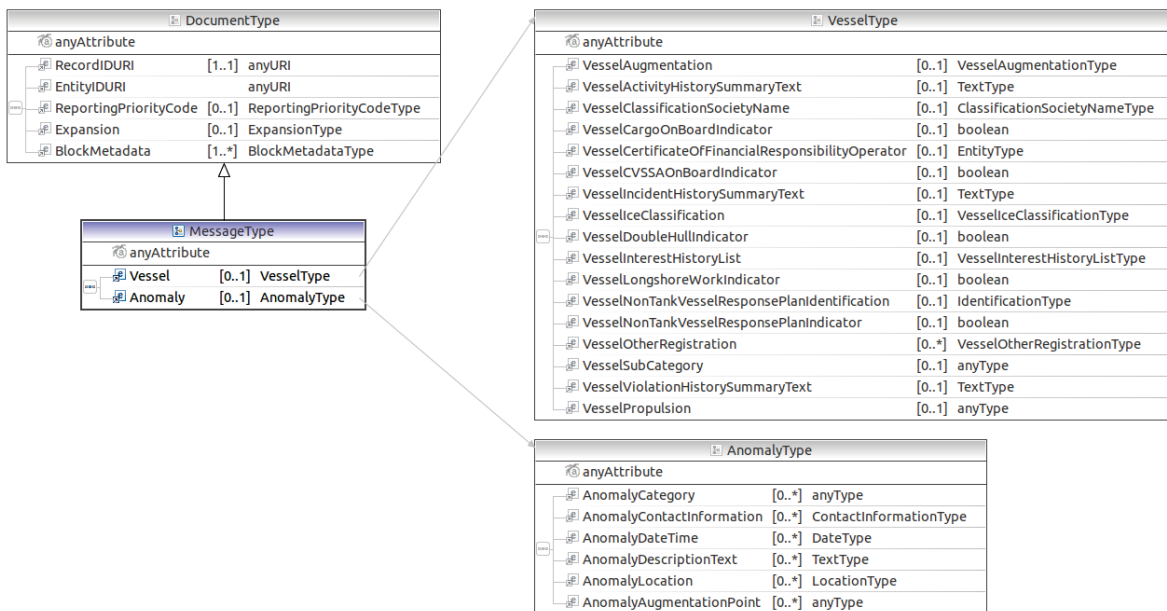 DocumentType
anyAttribute
RecordIDURI [1..1] anyURI
EntityIDURI anyURI
ReportingPriorityCode [0..1] ReportingPriorityCodeType
Expansion [0..1] ExpansionType
BlockMetadata [1..*] BlockMetadataType
MessageType
anyAttribute
Vessel [0..1] VesselType
Anomaly [0..1] AnomalyType
VesselType
anyAttribute
VesselAugmentation [0..1] VesselAugmentationType
VesselActivityHistorySummaryText [0..1] TextType
VesselClassificationSocietyName [0..1] ClassificationSocietyNameType
VesselCargoOnBoardIndicator [0..1] boolean
VesselCertificateOfFinancialResponsibilityOperator [0..1] EntityType
VesselCVSSAOnBoardIndicator [0..1] boolean
VesselIncidentHistorySummaryText [0..1] TextType
VesselIceClassification [0..1] VesselIceClassificationType
VesselDoubleHullIndicator [0..1] boolean
VesselInterestHistoryList [0..1] VesselInterestHistoryListType
VesselLongshoreWorkIndicator [0..1] boolean
VesselNonTankVesselResponsePlanIdentification [0..1] IdentificationType
VesselNonTankVesselResponsePlanIndicator [0..1] boolean
VesselOtherRegistration [0..*] VesselOtherRegistrationType
VesselSubCategory [0..1] anyType
VesselViolationHistorySummaryText [0..1] TextType
VesselPropulsion [0..1] anyType
AnomalyType
anyAttribute
AnomalyCategory [0..*] anyType
AnomalyContactInformation [0..*] ContactInformationType
AnomalyDateTime [0..*] DateType
AnomalyDescriptionText [0..*] TextType
AnomalyLocation [0..*] LocationType
AnomalyAugmentationPoint [0..*] anyType